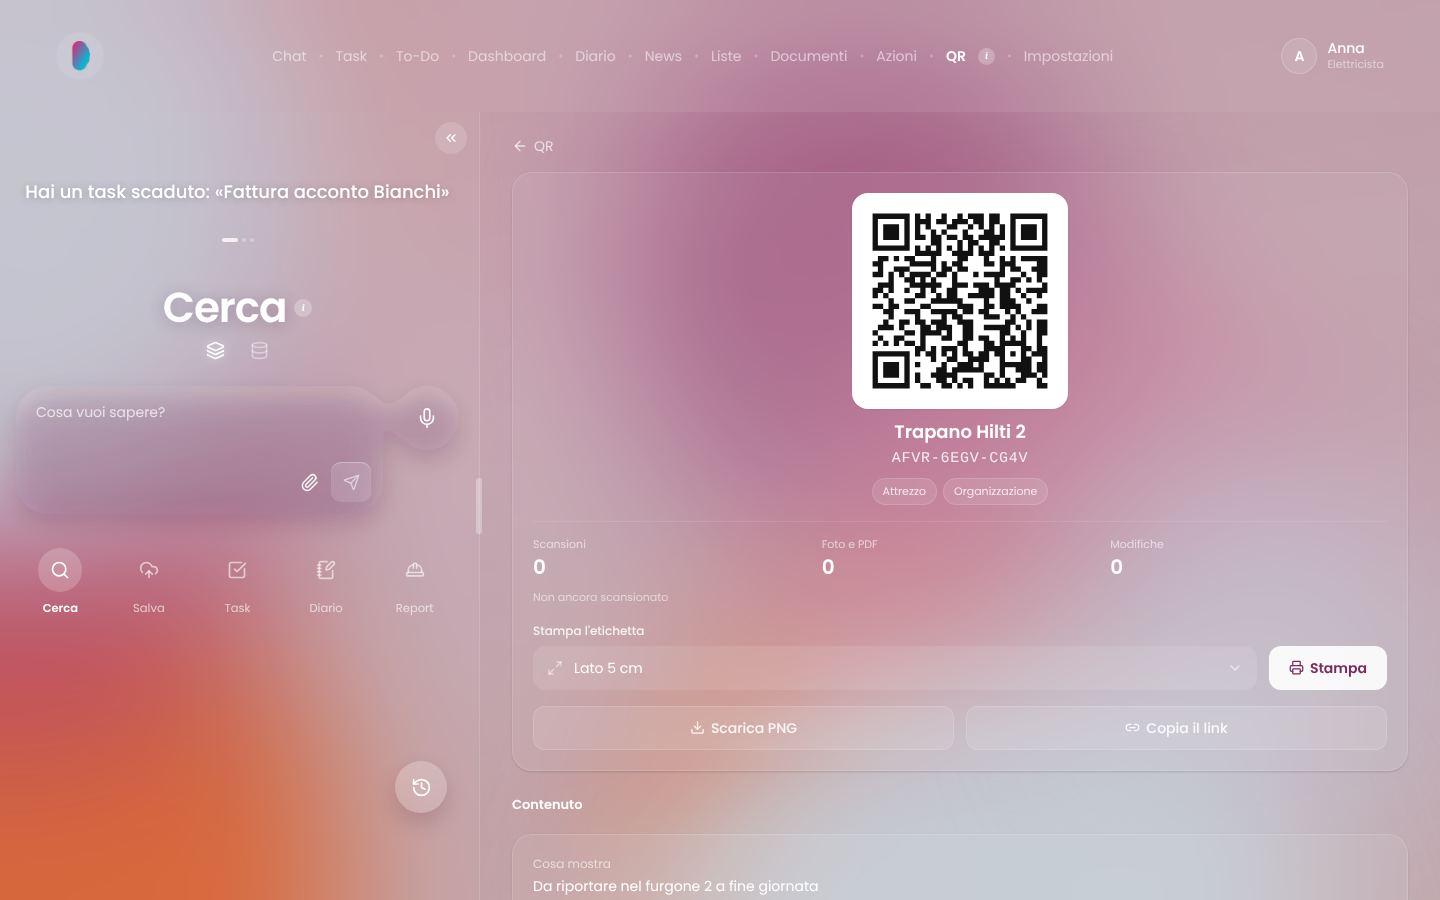 Chat • Task • To-Do • Dashboard • Diario • News • Liste • Documenti • Azioni • QR i • Impostazioni
A
Anna
Elettricista
Hai un task scaduto: «Fattura acconto Bianchi»
Cerca i
Cosa vuoi sapere?
Cerca
Salva
Task
Diario
Report
QR
Trapano Hilti 2
AFVR-6EGV-CG4V
Attrezzo
Organizzazione
Scansioni
0
Foto e PDF
0
Modifiche
0
Non ancora scansionato
Stampa l'etichetta
Lato 5 cm
Stampa
Scarica PNG
Copia il link
Contenuto
Cosa mostra
Da riportare nel furgone 2 a fine giornata